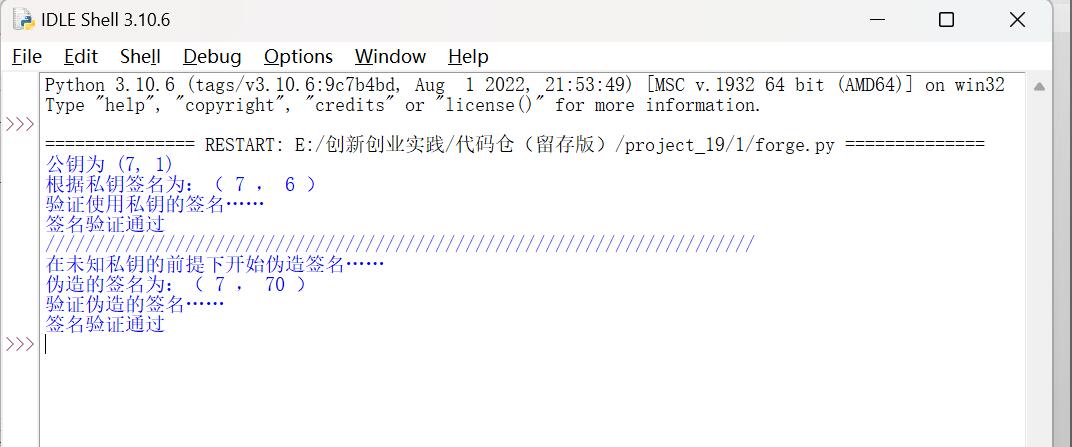 IDLE Shell 3.10.6
File Edit Shell Debug Options Window Help
Python 3.10.6 (tags/v3.10.6:9c7b4bd, Aug  1 2022, 21:53:49) [MSC v.1932 64 bit (AMD64)] on win32
Type "help", "copyright", "credits" or "license()" for more information.
>>>
=============== RESTART: E:/创新创业实践/代码仓（留存版）/project_19/1/forge.py ==============
公钥为 (7, 1)
根据私钥签名为：（ 7 ， 6 ）
验证使用私钥的签名……
签名验证通过
///////////////////////////////////////////////////////////////////////
在未知私钥的前提下开始伪造签名……
伪造的签名为：（ 7 ， 70 ）
验证伪造的签名……
签名验证通过
>>>